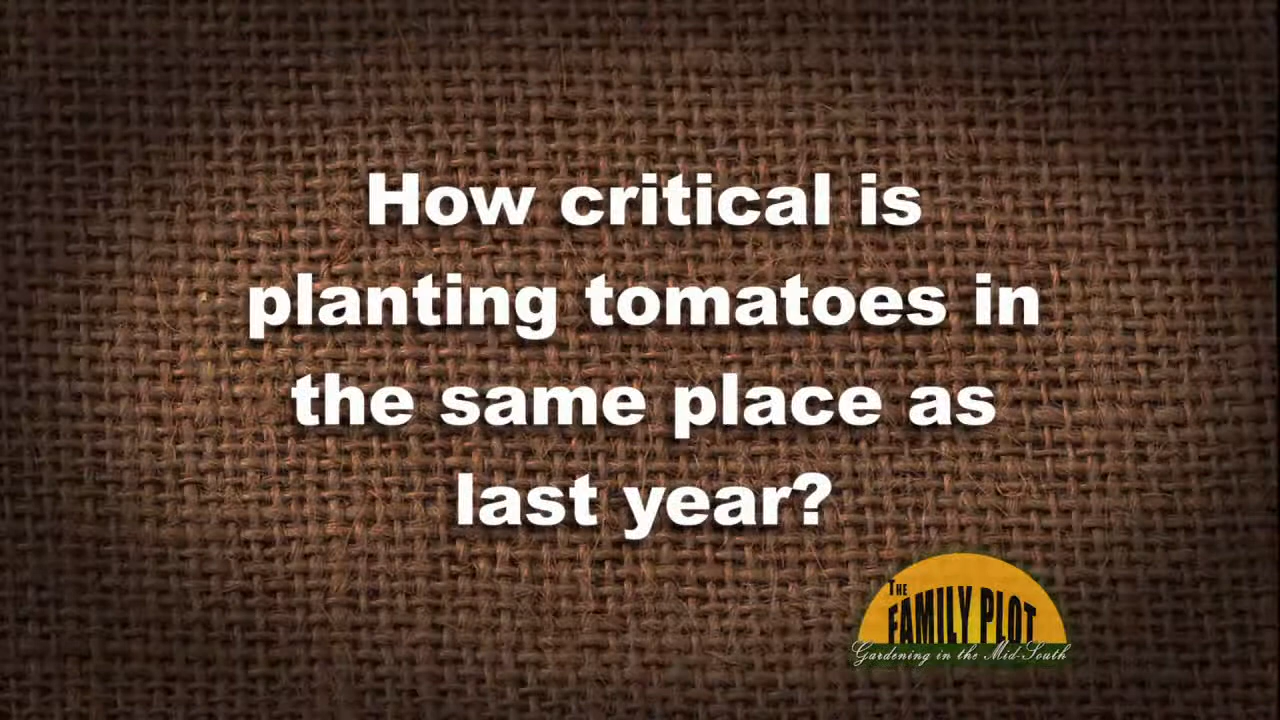 How critical is
planting tomatoes in
the same place as
last year?
THE
FAMILY PLOT
Gardening in the Mid-South